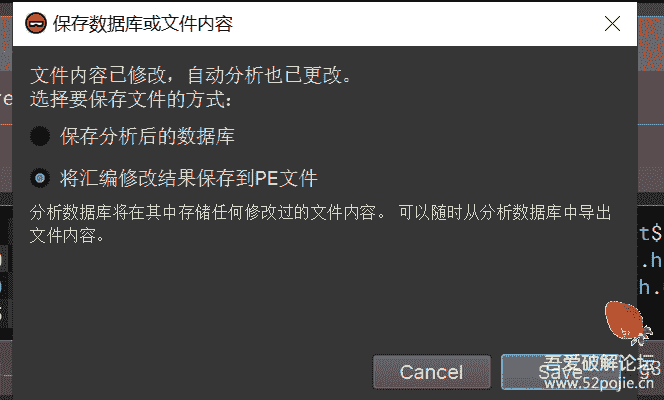 保存数据库或文件内容
文件内容已修改，自动分析也已更改。
选择要保存文件的方式：
保存分析后的数据库
将汇编修改结果保存到PE文件
分析数据库将在其中存储任何修改过的文件内容。 可以随时从分析数据库中导出
文件内容。
re
t$
.h
h.
g3
Cancel
Save
吾爱破解论坛
www.52pojie.cn